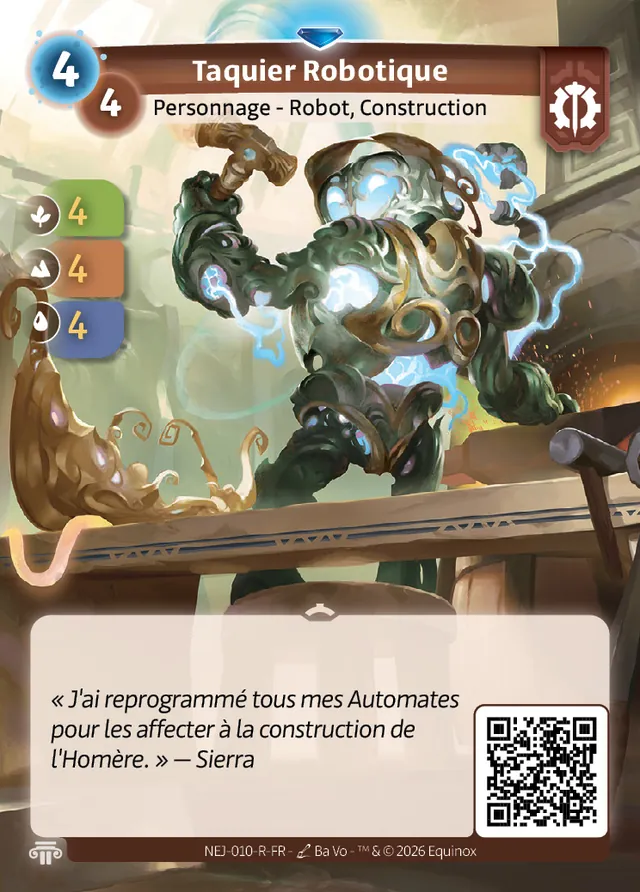 4
Taquier Robotique
4
Personnage - Robot, Construction
4
4
4
« J'ai reprogrammé tous mes Automates
pour les affecter à la construction de
l'Homère. » — Sierra
NEJ-010-R-FR - Ba Vo - ™ & © 2026 Equinox